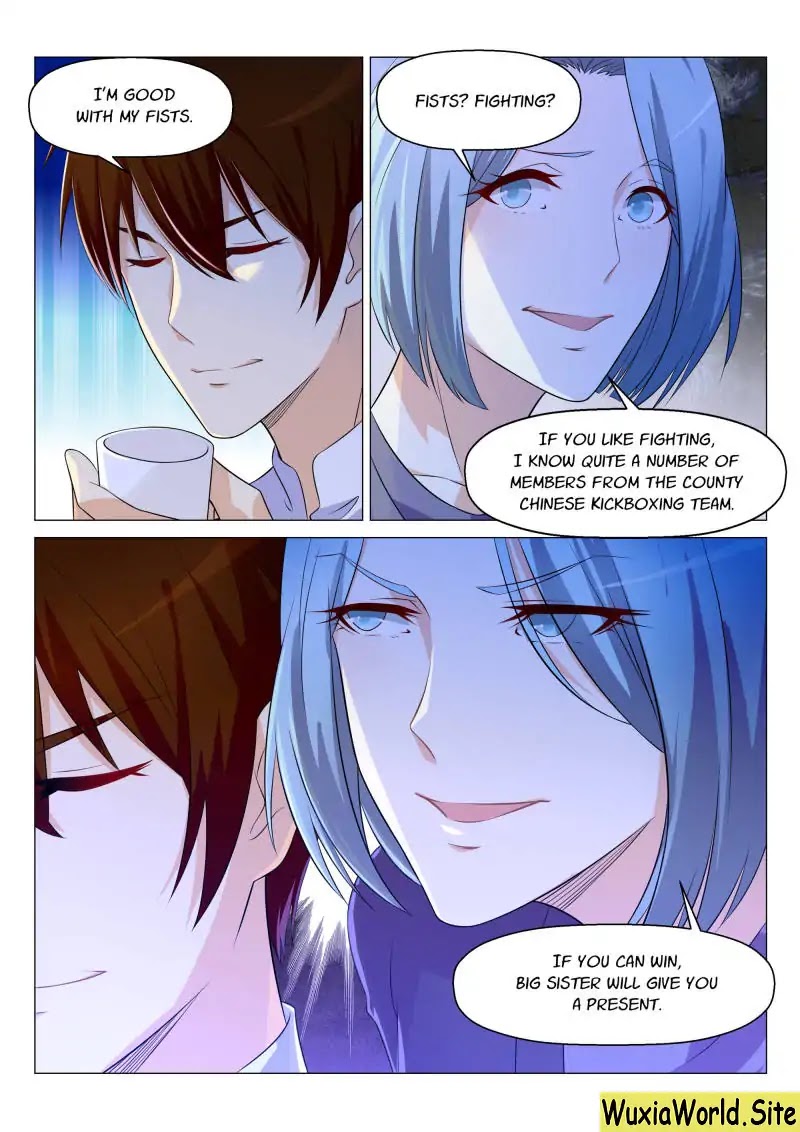 I'M GOOD
WITH MY FISTS.
FISTS? FIGHTING?
IF YOU LIKE FIGHTING,
I KNOW QUITE A NUMBER OF
MEMBERS FROM THE COUNTY
CHINESE KICKBOXING TEAM.
IF YOU CAN WIN,
BIG SISTER WILL GIVE YOU
A PRESENT.
WuxiaWorld.Site